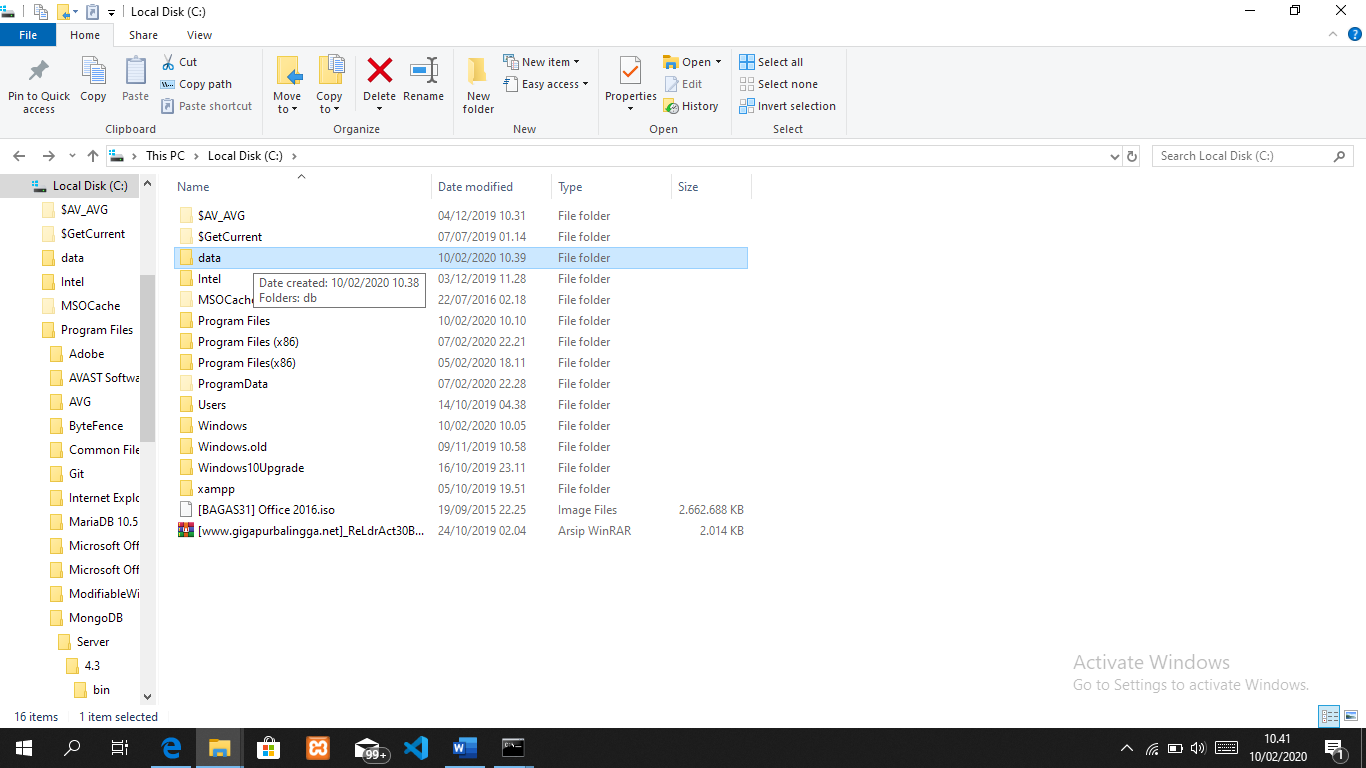 Local Disk (C:)
File Home Share View
Pin to Quick access
Copy
Paste
Cut
Copy path
Paste shortcut
Clipboard
Move to
Copy to
Delete
Rename
Organize
New folder
New item
Easy access
New
Properties
Open
Edit
History
Open
Select all
Select none
Invert selection
Select
This PC
Local Disk (C:)
Search Local Disk (C:)
Local Disk (C:)
$AV_AVG
$GetCurrent
data
Intel
MSOCache
Program Files
Adobe
AVAST Softwa
AVG
ByteFence
Common File
Git
Internet Explo
MariaDB 10.5
Microsoft Off
Microsoft Off
ModifiableWi
MongoDB
Server
4.3
bin
Name Date modified Type Size
$AV_AVG 04/12/2019 10.31 File folder
$GetCurrent 07/07/2019 01.14 File folder
data 10/02/2020 10.39 File folder
Intel 03/12/2019 11.28 File folder
MSOCache 22/07/2016 02.18 File folder
Date created: 10/02/2020 10.38
Folders: db
Program Files 10/02/2020 10.10 File folder
Program Files (x86) 07/02/2020 22.21 File folder
Program Files(x86) 05/02/2020 18.11 File folder
ProgramData 07/02/2020 22.28 File folder
Users 14/10/2019 04.38 File folder
Windows 10/02/2020 10.05 File folder
Windows.old 09/11/2019 10.58 File folder
Windows10Upgrade 16/10/2019 23.11 File folder
xampp 05/10/2019 19.51 File folder
[BAGAS31] Office 2016.iso 19/09/2015 22.25 Image Files 2.662.688 KB
[www.gigapurbalingga.net]_ReLdrAct30B... 24/10/2019 02.04 Arsip WinRAR 2.014 KB
Activate Windows
Go to Settings to activate Windows.
16 items 1 item selected
99+
10.41
10/02/2020
1